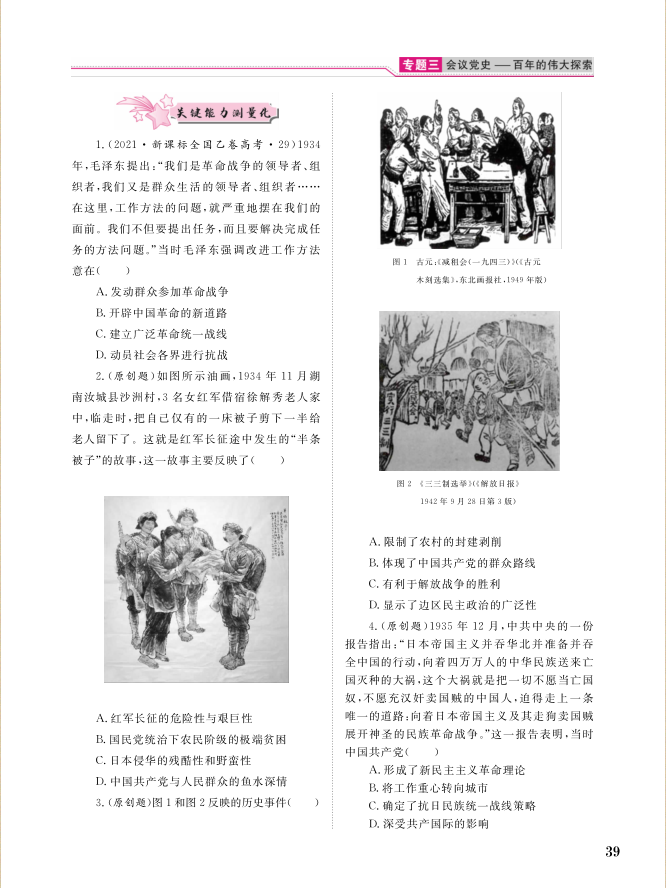 专题三 会议党史——百年的伟大探索
关键能力测量化
1.(2021·新课标全国乙卷高考·29)1934
年,毛泽东提出:“我们是革命战争的领导者、组
织者,我们又是群众生活的领导者、组织者……
在这里,工作方法的问题,就严重地摆在我们的
面前。我们不但要提出任务,而且要解决完成任
务的方法问题。”当时毛泽东强调改进工作方法
意在(  )
A.发动群众参加革命战争
B.开辟中国革命的新道路
C.建立广泛革命统一战线
D.动员社会各界进行抗战
2.(原创题)如图所示油画,1934 年 11 月湖
南汝城县沙洲村,3 名女红军借宿徐解秀老人家
中,临走时,把自己仅有的一床被子剪下一半给
老人留下了。这就是红军长征途中发生的“半条
被子”的故事,这一故事主要反映了(  )
A.红军长征的危险性与艰巨性
B.国民党统治下农民阶级的极端贫困
C.日本侵华的残酷性和野蛮性
D.中国共产党与人民群众的鱼水深情
3.(原创题)图 1 和图 2 反映的历史事件(  )
图 1 古元:《减租会(一九四三)》(《古元
木刻选集》,东北画报社,1949 年版)
图 2 《三三制选举》(《解放日报》
1942 年 9 月 28 日第 3 版)
A.限制了农村的封建剥削
B.体现了中国共产党的群众路线
C.有利于解放战争的胜利
D.显示了边区民主政治的广泛性
4.(原创题)1935 年 12 月,中共中央的一份
报告指出:“日本帝国主义并吞华北并准备并吞
全中国的行动,向着四万万人的中华民族送来亡
国灭种的大祸,这个大祸就是把一切不愿当亡国
奴,不愿充汉奸卖国贼的中国人,迫得走上一条
唯一的道路:向着日本帝国主义及其走狗卖国贼
展开神圣的民族革命战争。”这一报告表明,当时
中国共产党(  )
A.形成了新民主主义革命理论
B.将工作重心转向城市
C.确定了抗日民族统一战线策略
D.深受共产国际的影响
39